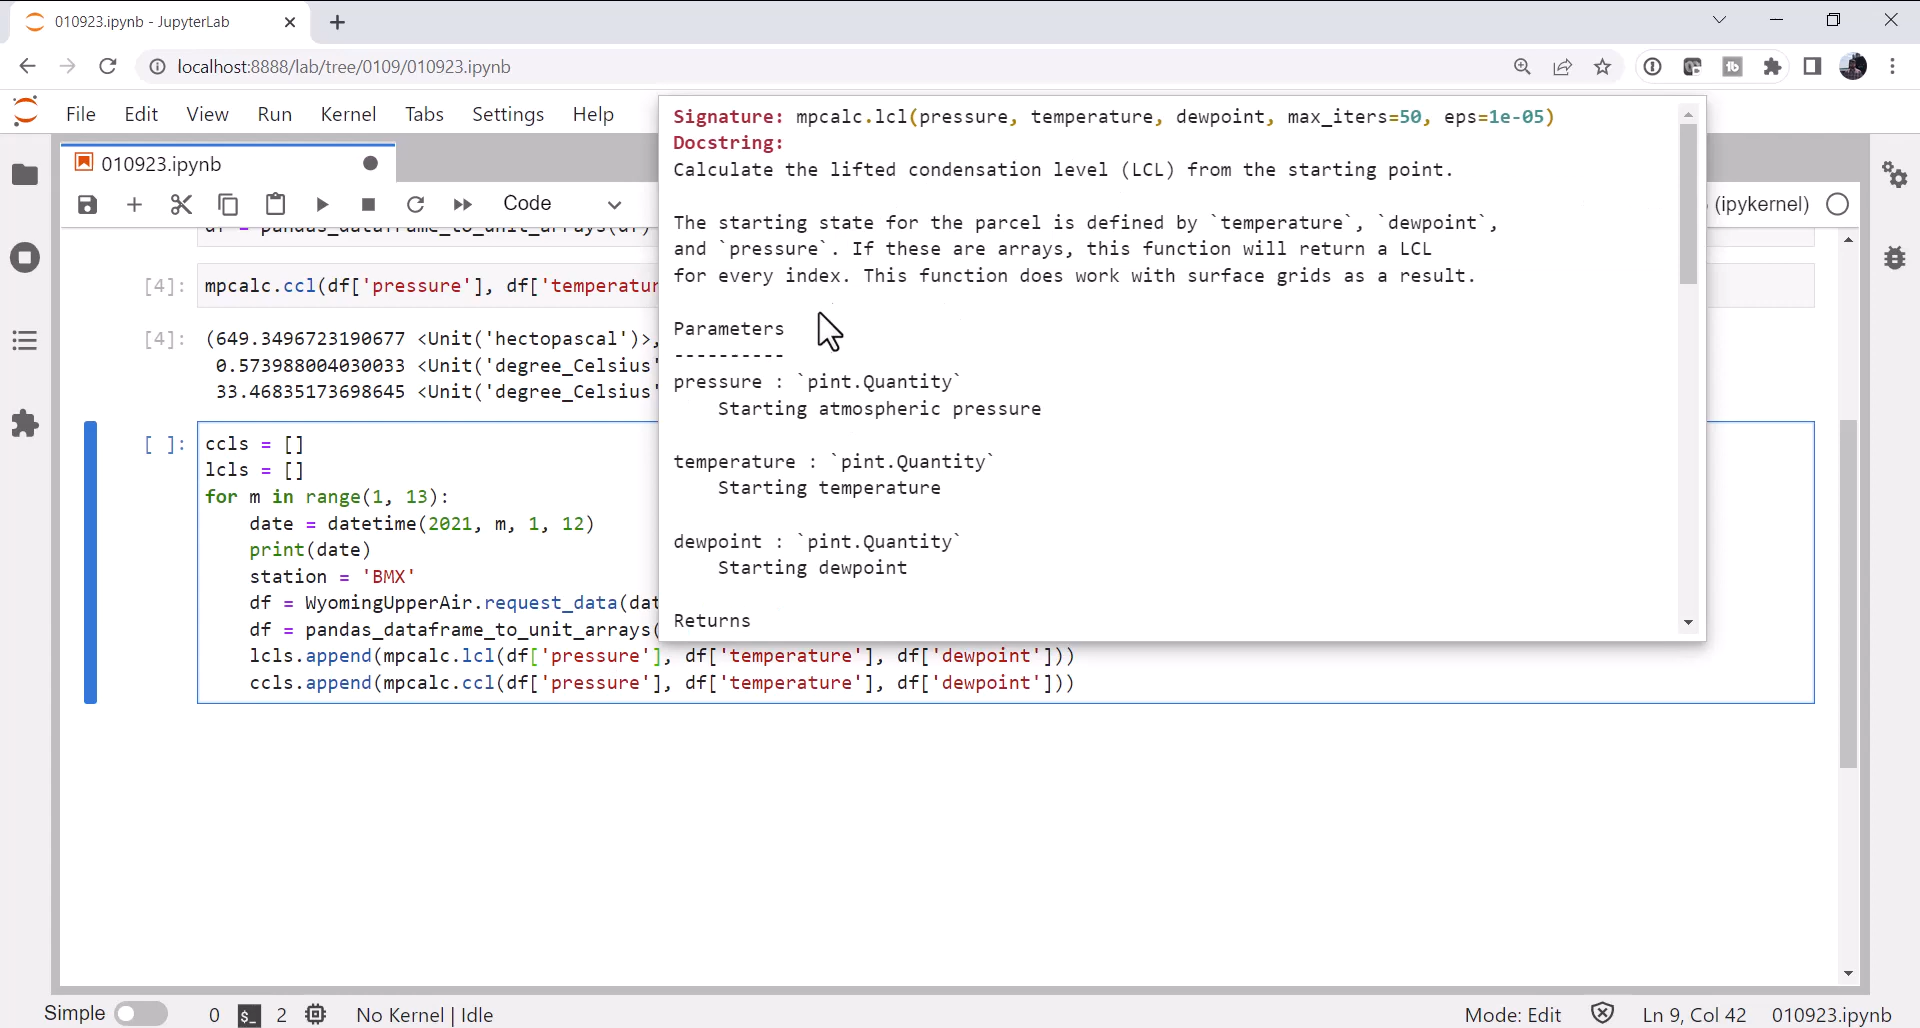 010923.ipynb - JupyterLab
localhost:8888/lab/tree/0109/010923.ipynb
File Edit View Run Kernel Tabs Settings Help
010923.ipynb
Code
(ipykernel)
df = pandas_dataframe_to_unit_arrays(df)
[4]: mpcalc.ccl(df['pressure'], df['temperatur
[4]: (649.3496723190677 <Unit('hectopascal')>,
0.573988004030033 <Unit('degree_Celsius'
33.46835173698645 <Unit('degree_Celsius'
[ ]: ccls = []
lcls = []
for m in range(1, 13):
    date = datetime(2021, m, 1, 12)
    print(date)
    station = 'BMX'
    df = WyomingUpperAir.request_data(dat
    df = pandas_dataframe_to_unit_arrays(
    lcls.append(mpcalc.lcl(df['pressure'], df['temperature'], df['dewpoint']))
    ccls.append(mpcalc.ccl(df['pressure'], df['temperature'], df['dewpoint']))
Signature: mpcalc.lcl(pressure, temperature, dewpoint, max_iters=50, eps=1e-05)
Docstring:
Calculate the lifted condensation level (LCL) from the starting point.
The starting state for the parcel is defined by `temperature`, `dewpoint`,
and `pressure`. If these are arrays, this function will return a LCL
for every index. This function does work with surface grids as a result.
Parameters
----------
pressure : `pint.Quantity`
    Starting atmospheric pressure
temperature : `pint.Quantity`
    Starting temperature
dewpoint : `pint.Quantity`
    Starting dewpoint
Returns
Simple 0 $_ 2 No Kernel | Idle Mode: Edit Ln 9, Col 42 010923.ipynb